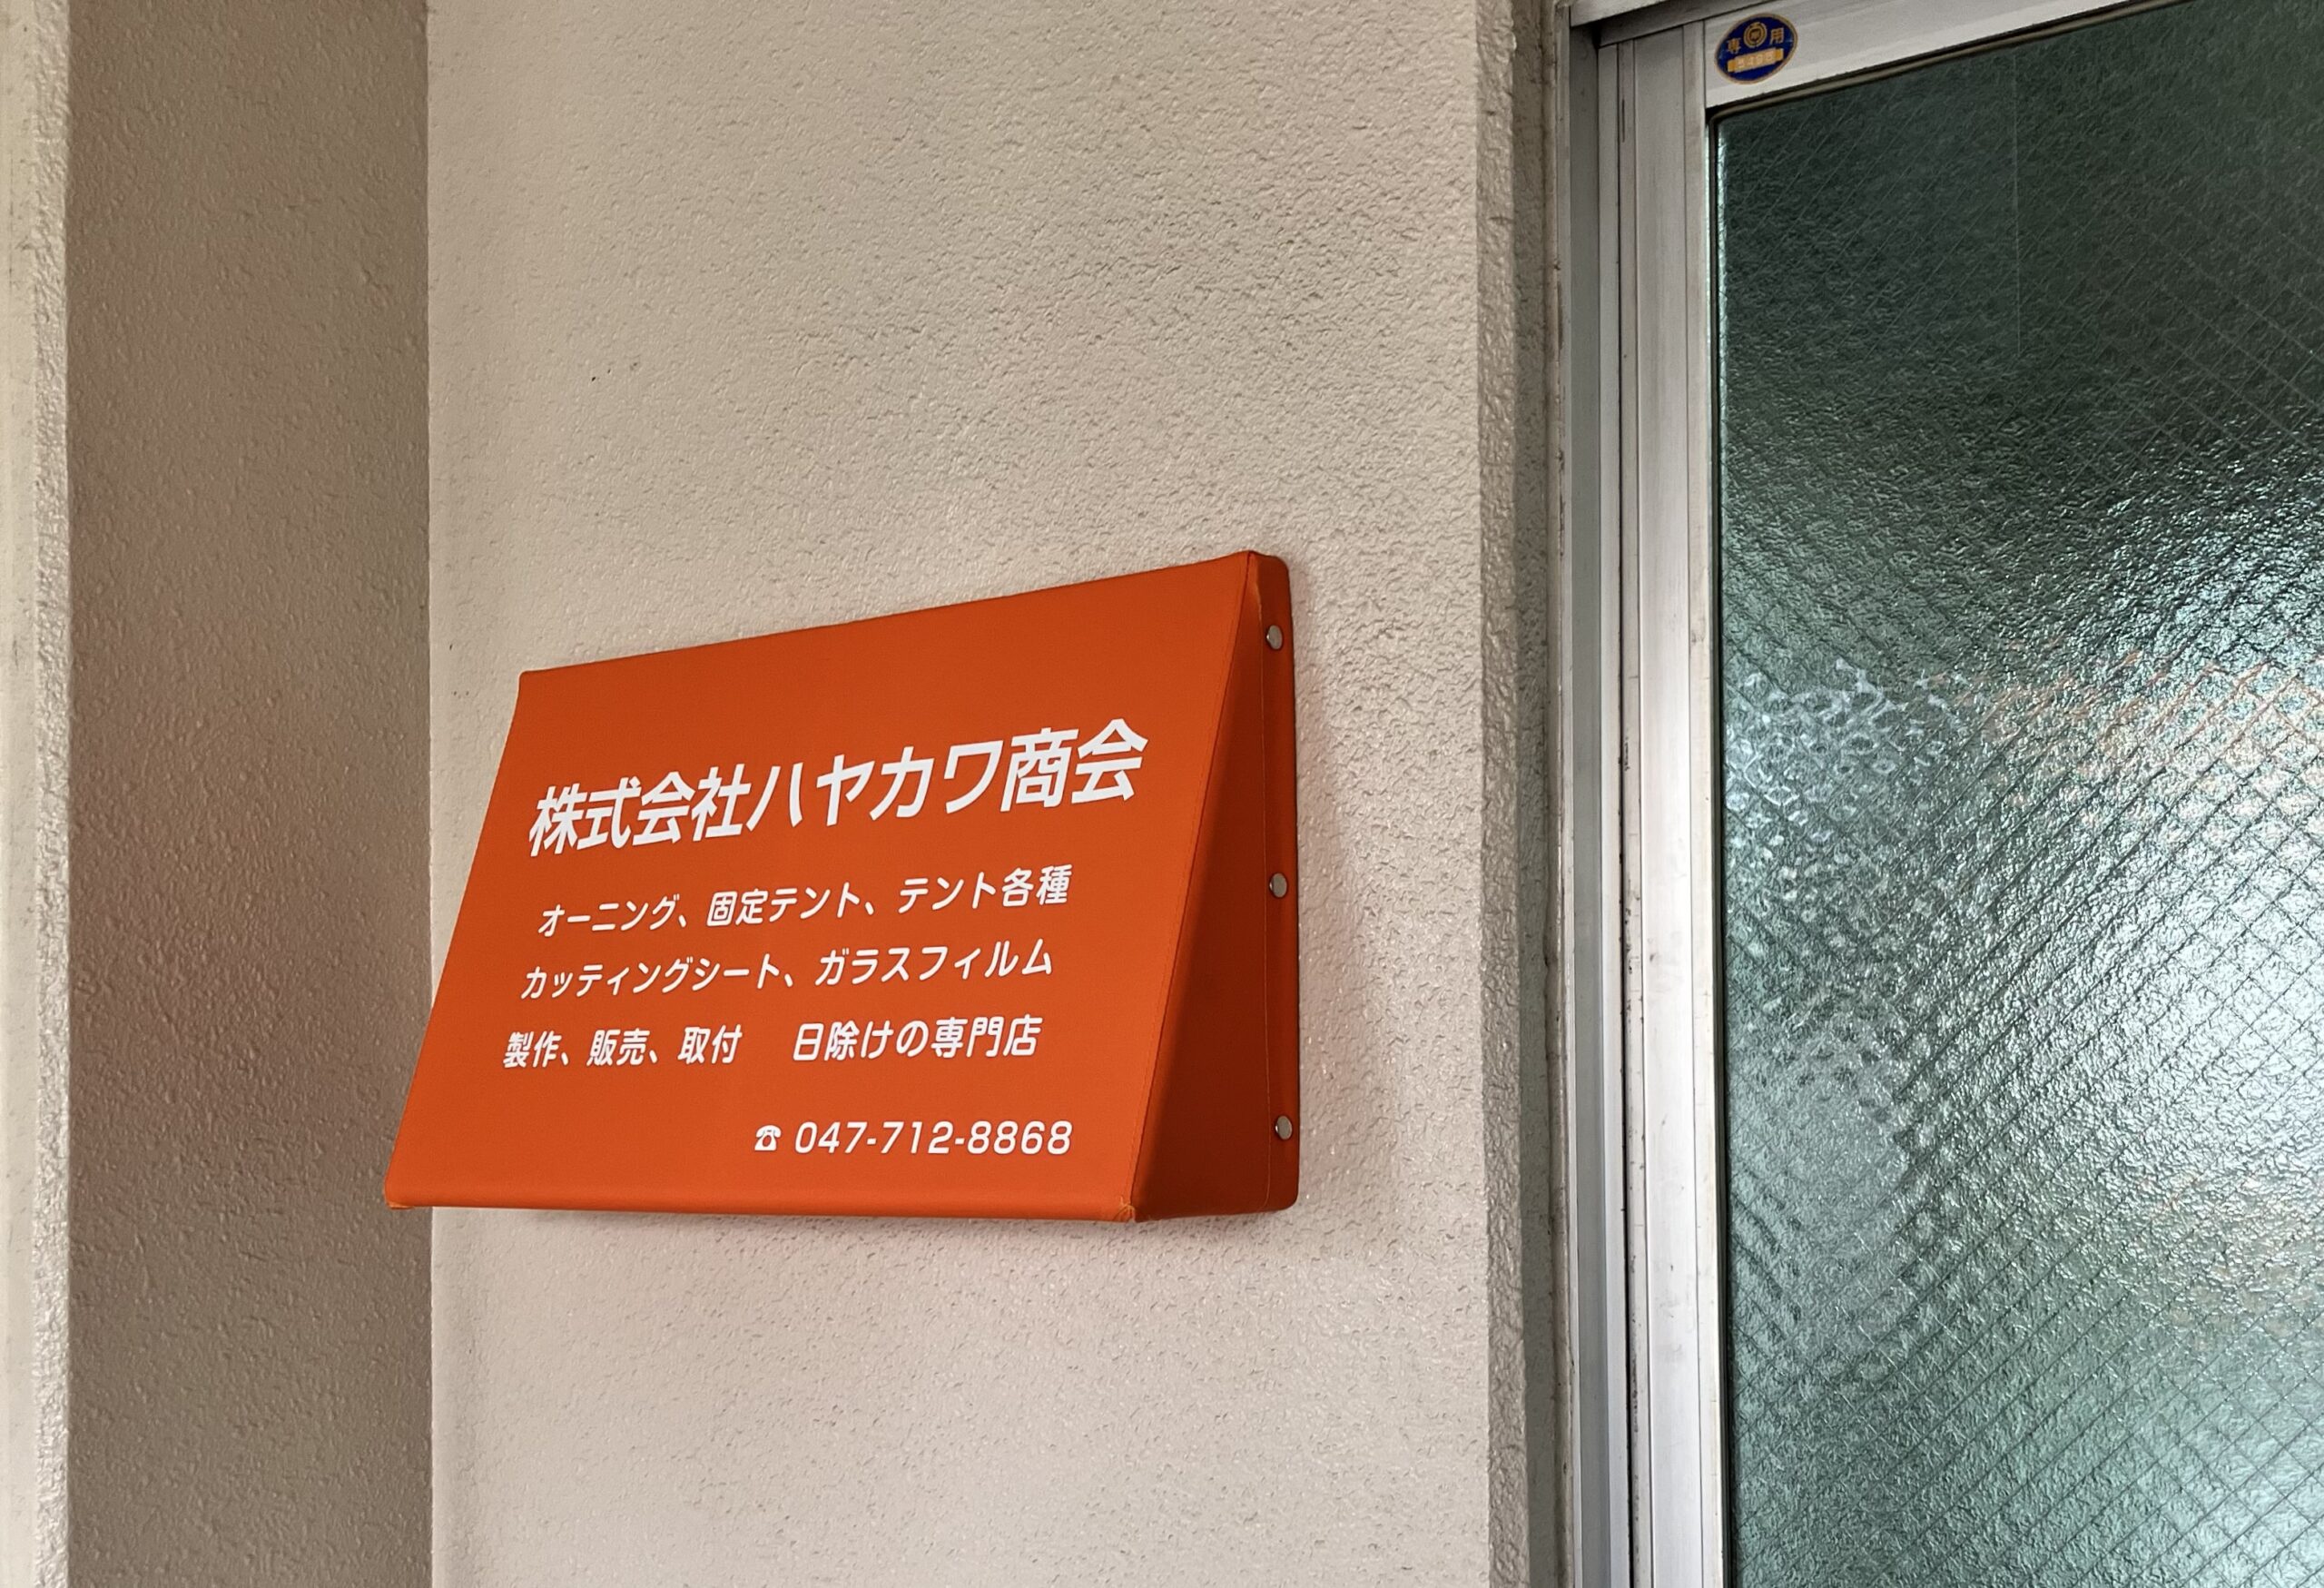 株式会社ハヤカワ商会
オーニング、固定テント、テント各種
カッティングシート、ガラスフィルム
製作、販売、取付　日除けの専門店
☎ 047-712-8868
専用